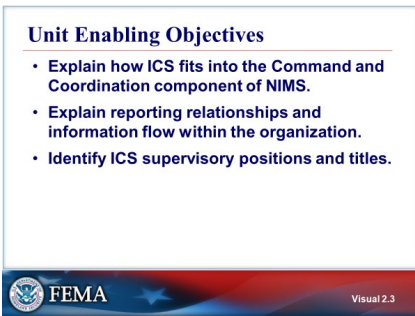 Unit Enabling Objectives
• Explain how ICS fits into the Command and
Coordination component of NIMS.
• Explain reporting relationships and
information flow within the organization.
• Identify ICS supervisory positions and titles.
FEMA
Visual 2.3